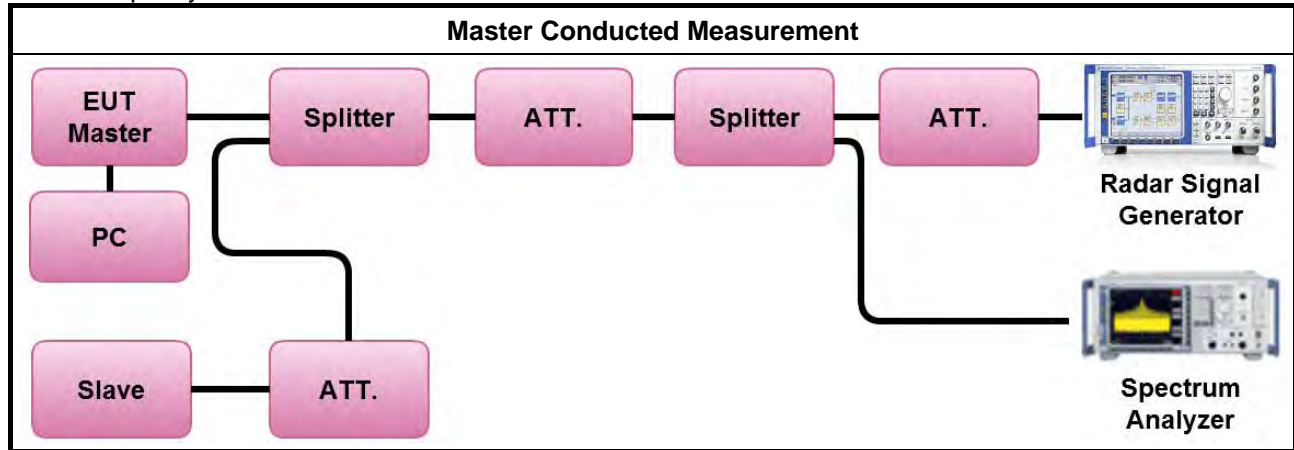 Master Conducted Measurement
EUT
Master
Splitter
ATT.
Splitter
ATT.
Radar Signal
Generator
PC
Slave
ATT.
Spectrum
Analyzer